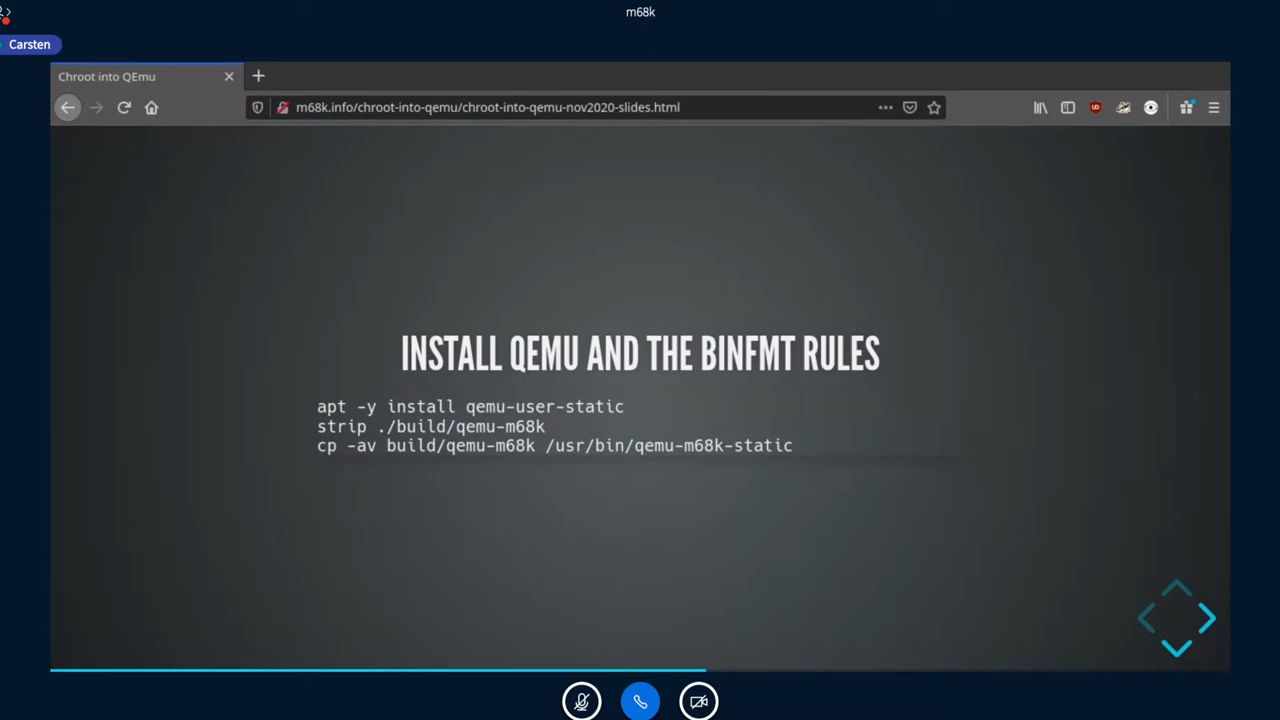 m68k
Carsten
Chroot into QEmu
m68k.info/chroot-into-qemu/chroot-into-qemu-nov2020-slides.html
INSTALL QEMU AND THE BINFMT RULES
apt -y install qemu-user-static
strip ./build/qemu-m68k
cp -av build/qemu-m68k /usr/bin/qemu-m68k-static